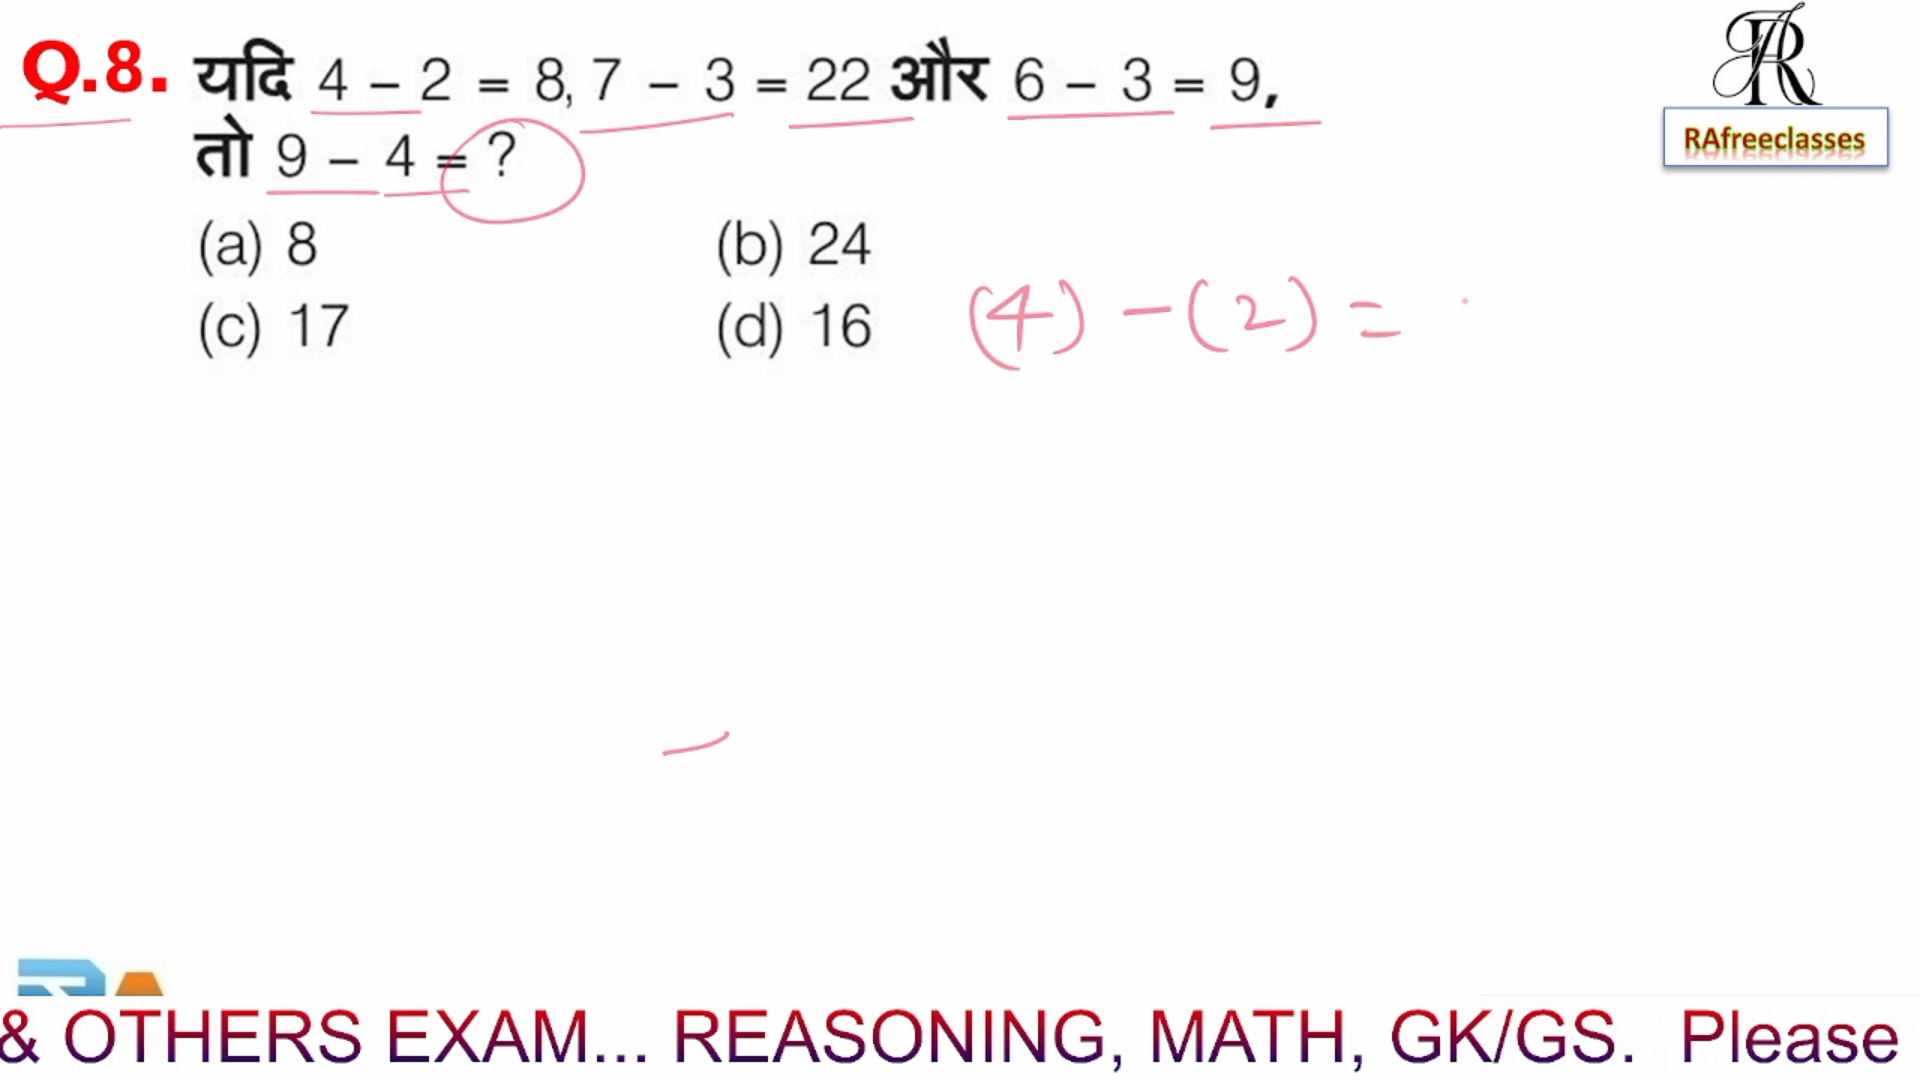 Q.8. यदि 4 – 2 = 8, 7 – 3 = 22 और 6 – 3 = 9,
तो 9 – 4 = ?
(a) 8 (b) 24
(c) 17 (d) 16
(4) – (2) =
RAfreeclasses
& OTHERS EXAM... REASONING, MATH, GK/GS. Please